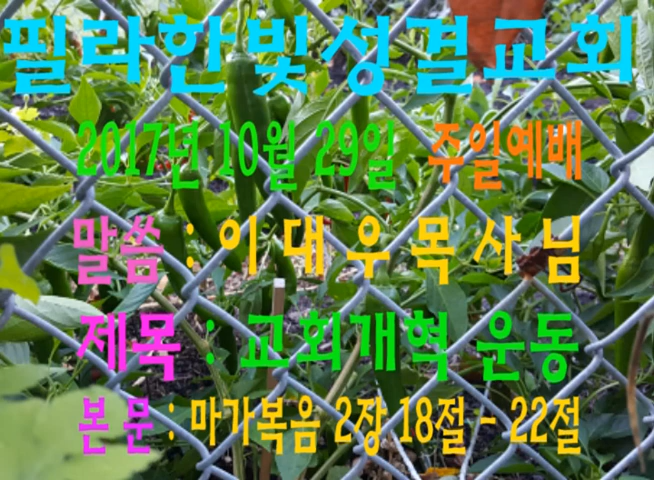 필라한빛성결교회
2017년 10월 29일 주일예배
말씀 : 이 대 우 목 사 님
제목 : 교회개혁 운동
본 문 : 마가복음 2장 18절 - 22절